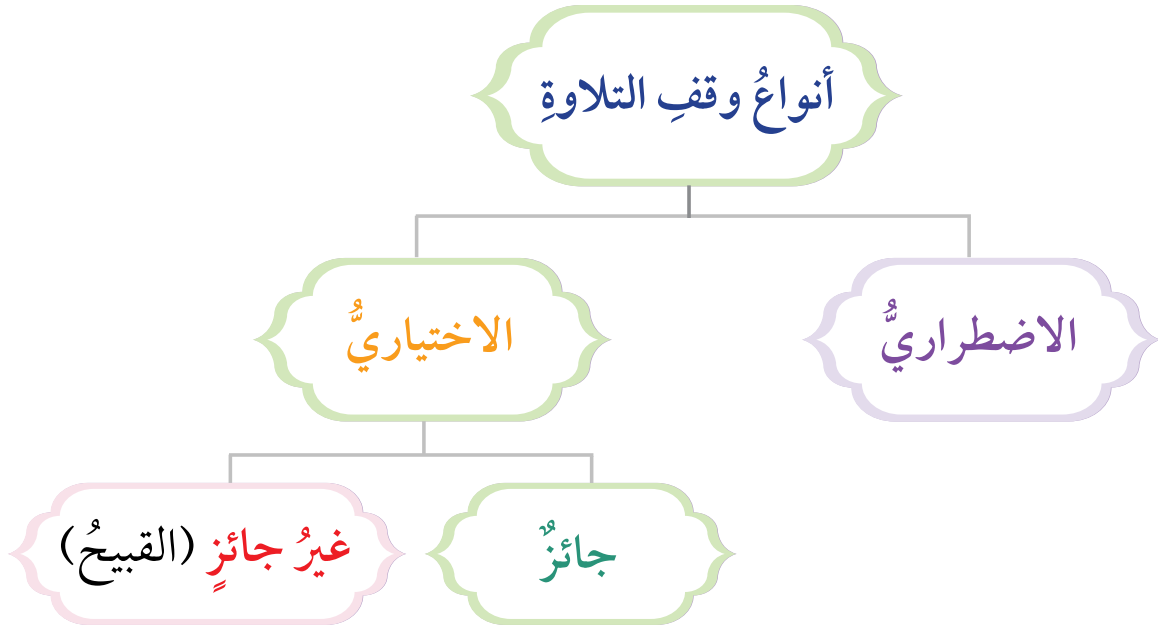 أنواعُ وقفِ التلاوةِ
الاضطراريُّ
الاختياريُّ
جائزٌ
غيرُ جائزٍ (القبيحُ)